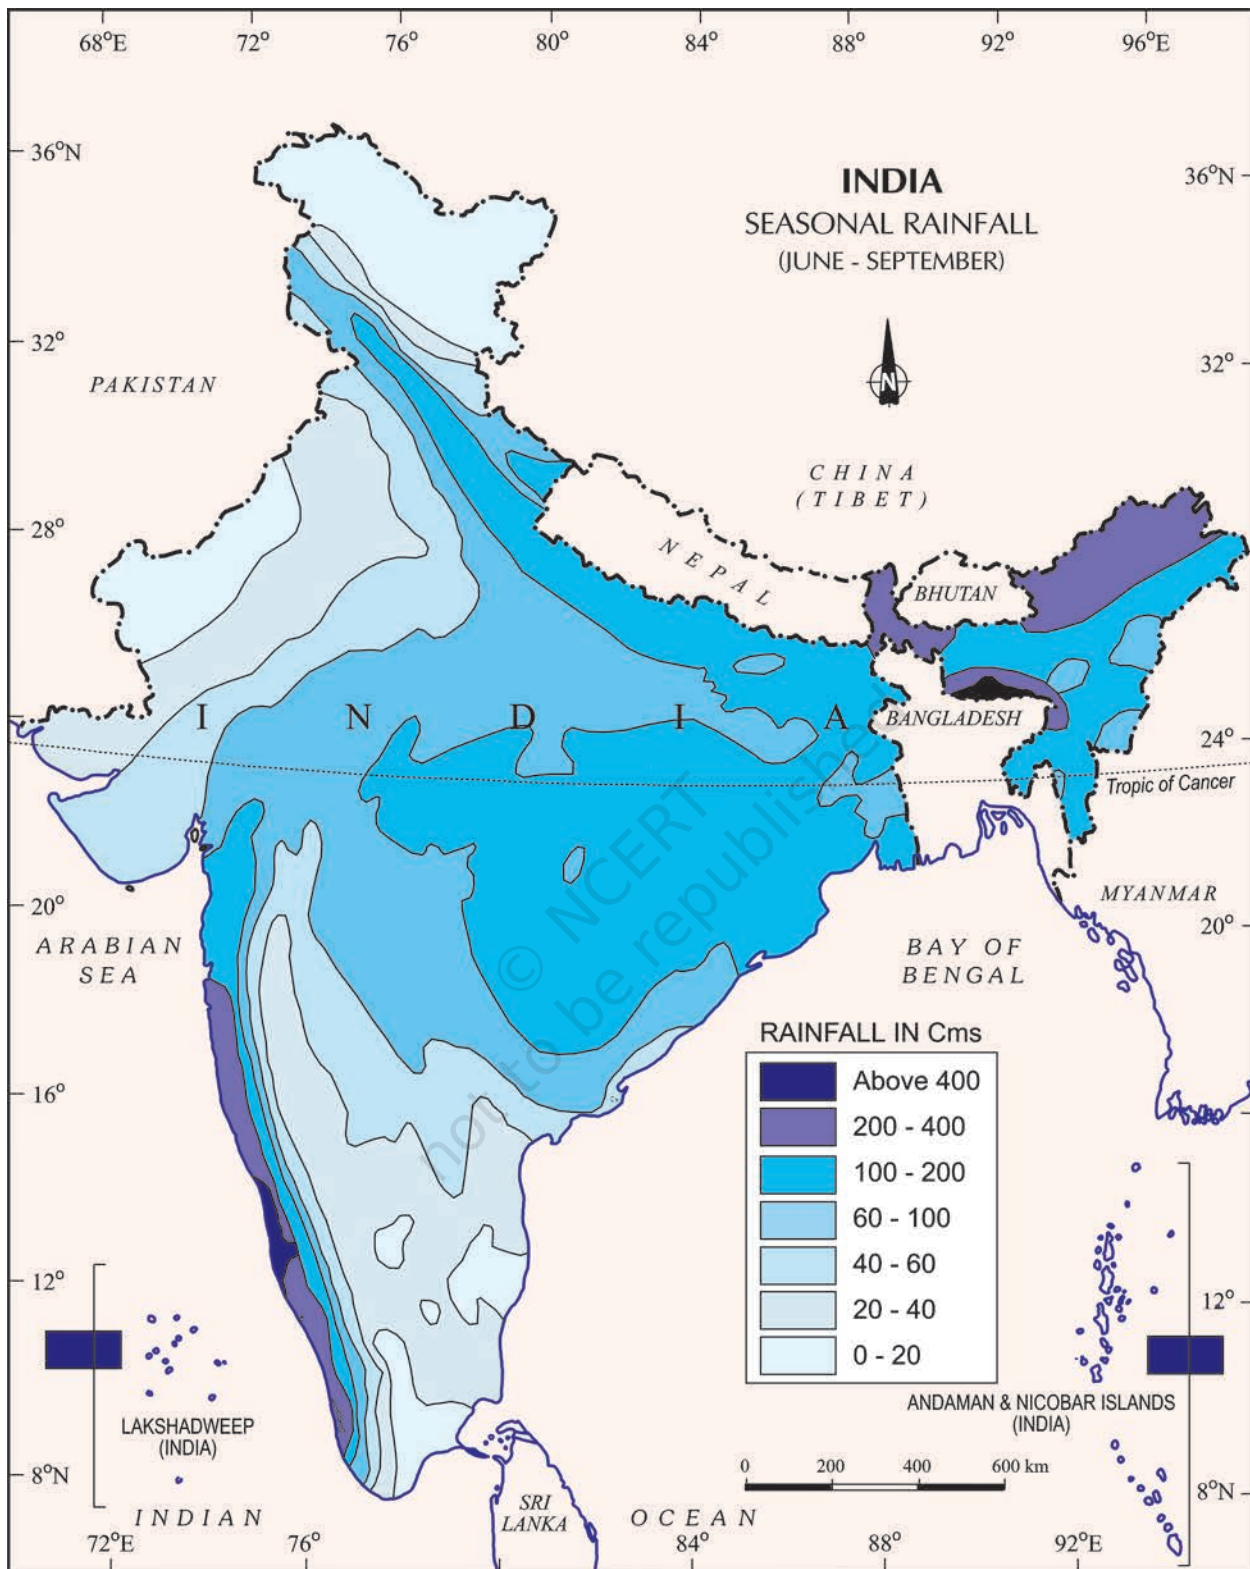 68°E 72° 76° 80° 84° 88° 92° 96°E
36°N
36°N
INDIA
SEASONAL RAINFALL
(JUNE - SEPTEMBER)
32°
32°
N
PAKISTAN
CHINA
(TIBET)
28°
NEPAL
BHUTAN
I N D I A
BANGLADESH
24°
Tropic of Cancer
20°
20°
MYANMAR
ARABIAN
SEA
BAY OF
BENGAL
© NCERT
not to be republished
RAINFALL IN Cms
Above 400
200 - 400
100 - 200
60 - 100
40 - 60
20 - 40
0 - 20
16°
12°
12°
LAKSHADWEEP
(INDIA)
ANDAMAN & NICOBAR ISLANDS
(INDIA)
0 200 400 600 km
8°N
8°N
INDIAN OCEAN
SRI
LANKA
72°E 76° 84° 88° 92°E